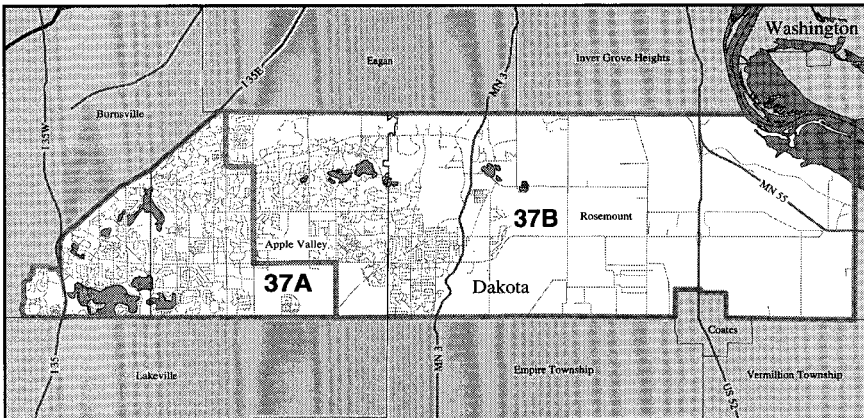 Washington
Eagan
MN 3
Inver Grove Heights
I 35E
Burnsville
I 35W
MN 55
37B
Rosemount
Apple Valley
37A
Dakota
Coates
I 35
Lakeville
MN 3
Empire Township
US 52
Vermillion Township